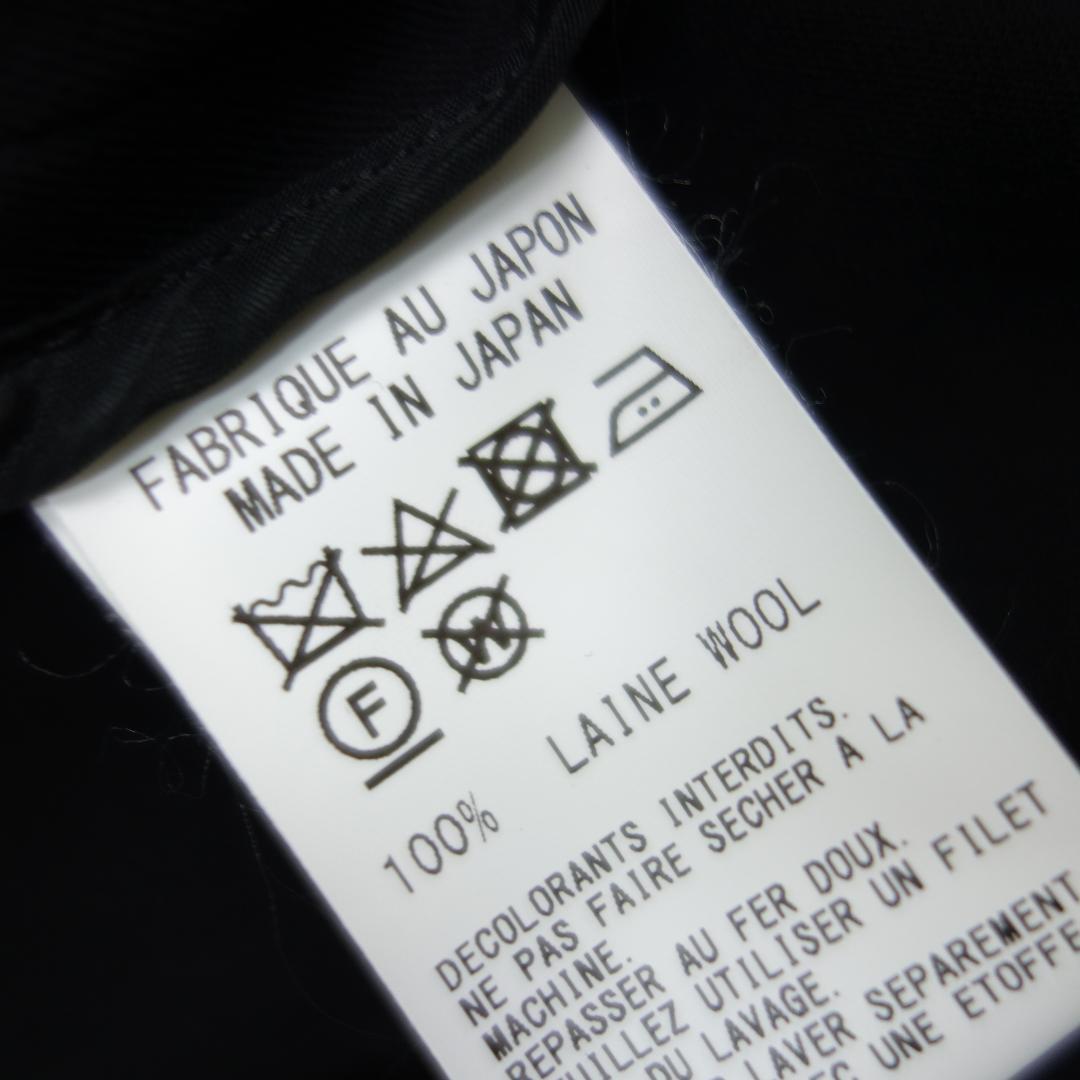 FABRIQUE AU JAPON
MADE IN JAPAN
W
F
100% LAINE WOOL
DECOLORANTS INTERDITS.
NE PAS FAIRE SECHER A LA
MACHINE.
REPASSER AU FER DOUX.
UTILISER UN FILET
DU LAVAGE.
LAVER SEPAREMENT
UNE ETOFFE